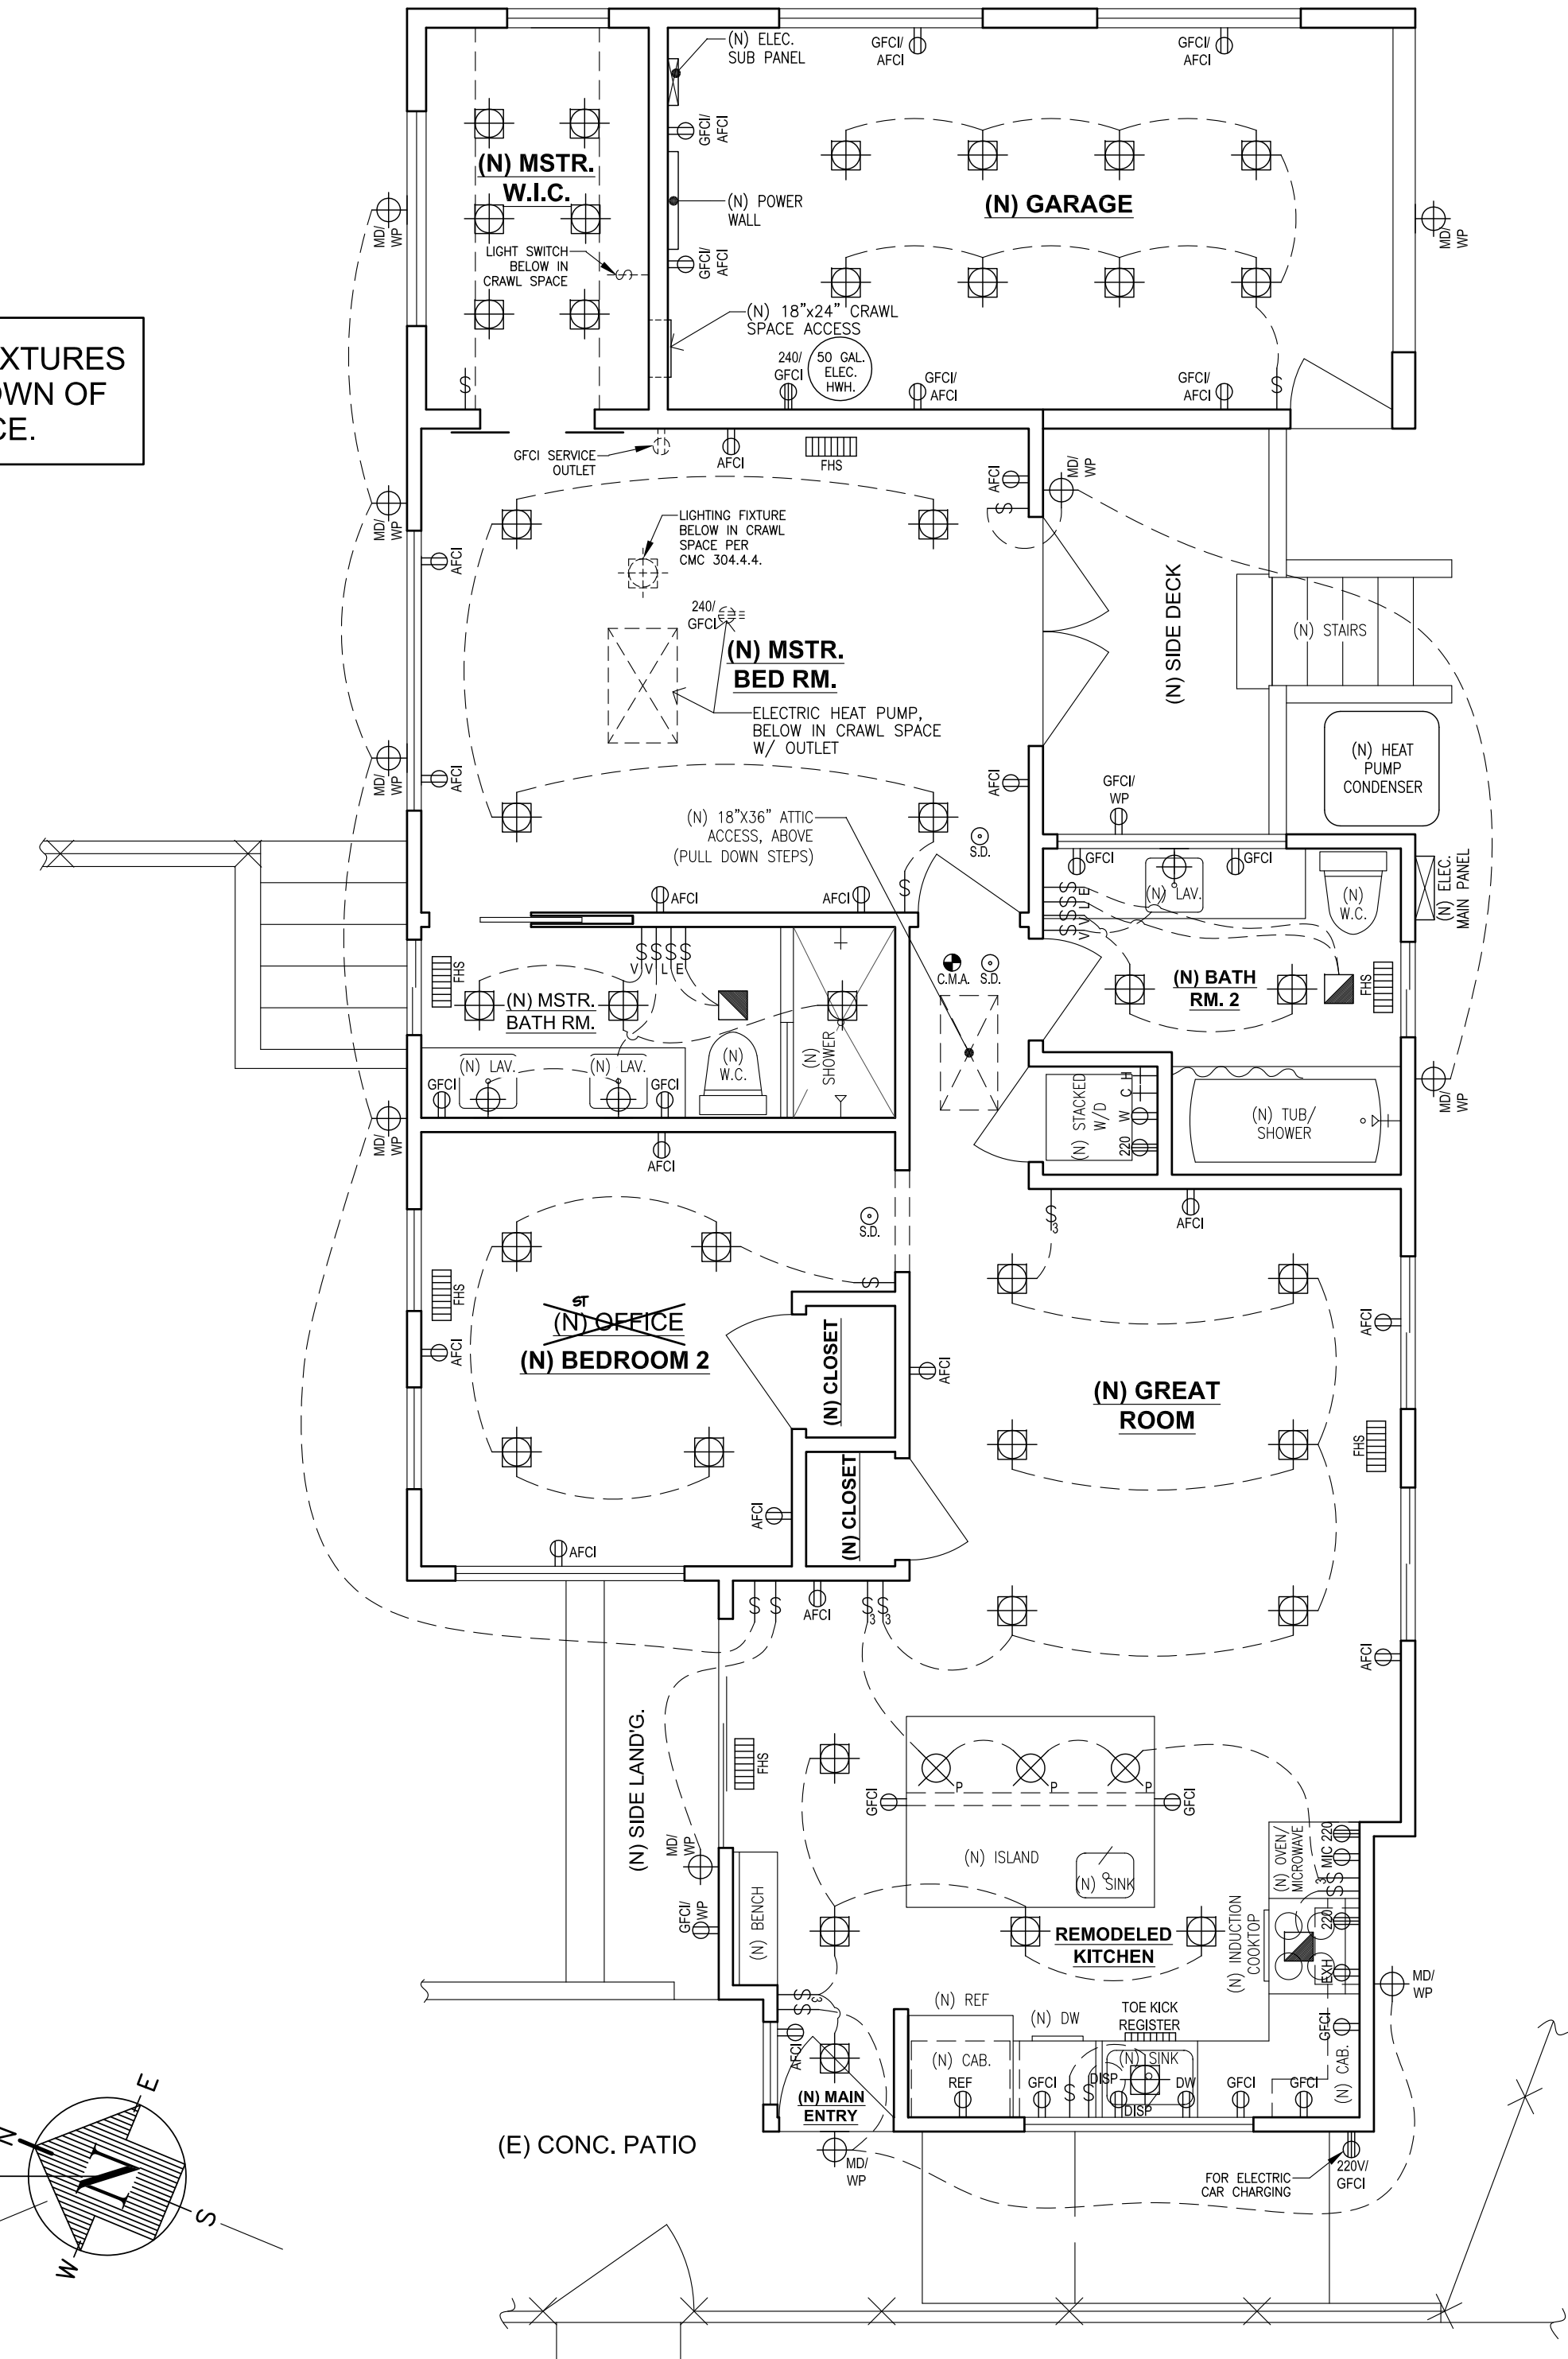 (N) ELEC.
SUB PANEL
GFCI/
AFCI
GFCI/
AFCI
GFCI/
AFCI
(N) MSTR.
W.I.C.
(N) POWER
WALL
(N) GARAGE
MD/
WP
MD/
WP
LIGHT SWITCH
BELOW IN
CRAWL SPACE
S
GFCI/
AFCI
(N) 18"x24" CRAWL
SPACE ACCESS
IXTURES
OWN OF
CE.
240/
GFCI
50 GAL.
ELEC.
HWH.
GFCI/
AFCI
GFCI/
AFCI
S
S
GFCI SERVICE
OUTLET
AFCI
FHS
AFCI
MD/
WP
S
MD/
WP
LIGHTING FIXTURE
BELOW IN CRAWL
SPACE PER
CMC 304.4.4.
AFCI
240/
GFCI
(N) MSTR.
BED RM.
(N) SIDE DECK
(N) STAIRS
ELECTRIC HEAT PUMP,
BELOW IN CRAWL SPACE
W/ OUTLET
(N) HEAT
PUMP
CONDENSER
MD/
WP
AFCI
AFCI
GFCI/
WP
(N) 18"X36" ATTIC
ACCESS, ABOVE
(PULL DOWN STEPS)
S.D.
GFCI
GFCI
(N) LAV.
(N)
W.C.
(N) ELEC.
MAIN PANEL
AFCI
AFCI
S
S S S S
V V L E
S S S S
V V L E
FHS
C.M.A.
S.D.
(N) BATH
RM. 2
FHS
(N) MSTR.
BATH RM.
(N) LAV.
(N) LAV.
(N)
W.C.
(N)
SHOWER
GFCI
GFCI
(N) STACKED
W/D
H
C
W
220
(N) TUB/
SHOWER
MD/
WP
MD/
WP
AFCI
S.D.
S3
AFCI
FHS
S
ST
(N) OFFICE
(N) BEDROOM 2
AFCI
(N) CLOSET
AFCI
AFCI
(N) GREAT
ROOM
FHS
(N) CLOSET
AFCI
AFCI
S S
AFCI
S3 S3
AFCI
(N) SIDE LAND'G.
FHS
P
P
P
GFCI
GFCI
MD/
WP
(N) ISLAND
(N) SINK
(N) OVEN/
MICROWAVE
220
MIC
S S3
GFCI/
WP
(N) BENCH
REMODELED
KITCHEN
(N) INDUCTION
COOKTOP
220
EXH
MD/
WP
S3
S
AFCI
(N) REF
(N) DW
TOE KICK
REGISTER
GFCI
(N) CAB.
(N) SINK
(N) CAB.
REF
GFCI
S S
DISP
DISP
DW
GFCI
GFCI
(N) MAIN
ENTRY
MD/
WP
(E) CONC. PATIO
FOR ELECTRIC
CAR CHARGING
220V/
GFCI
N
E
N
S
W